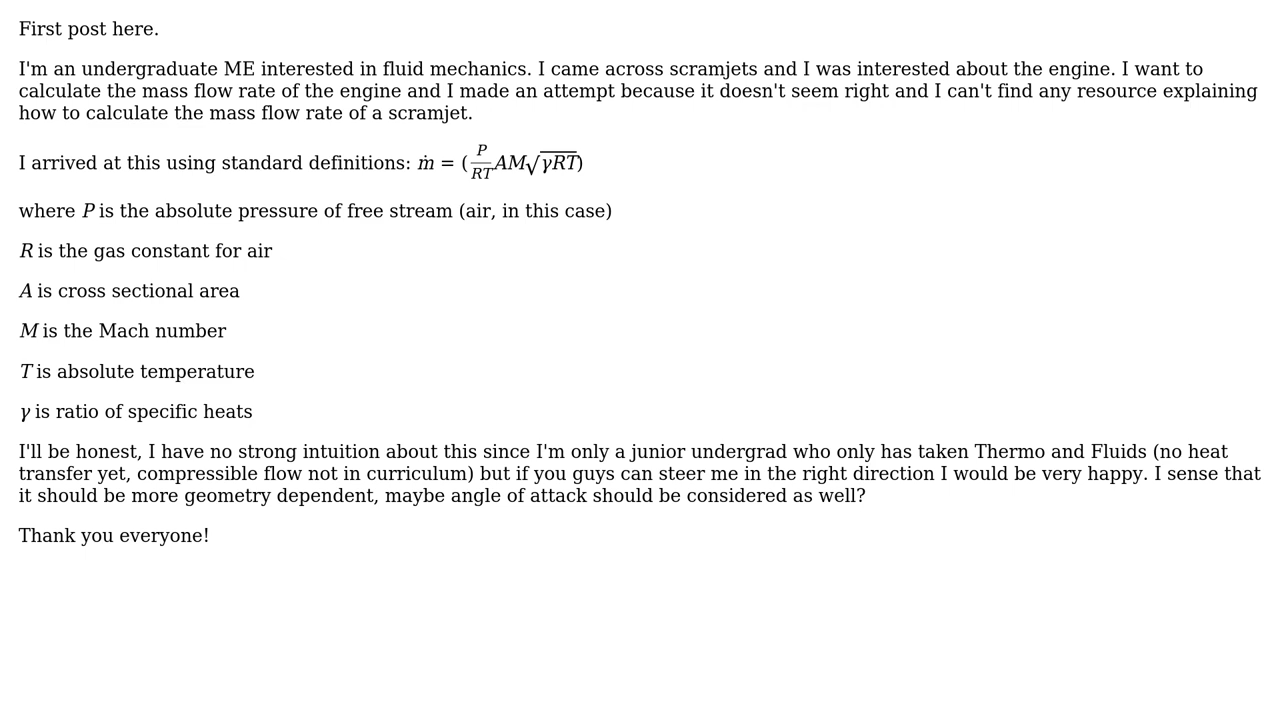 First post here.
I'm an undergraduate ME interested in fluid mechanics. I came across scramjets and I was interested about the engine. I want to
calculate the mass flow rate of the engine and I made an attempt because it doesn't seem right and I can't find any resource explaining
how to calculate the mass flow rate of a scramjet.
I arrived at this using standard definitions: ṁ = (P/RT AM√γRT)
where P is the absolute pressure of free stream (air, in this case)
R is the gas constant for air
A is cross sectional area
M is the Mach number
T is absolute temperature
γ is ratio of specific heats
I'll be honest, I have no strong intuition about this since I'm only a junior undergrad who only has taken Thermo and Fluids (no heat
transfer yet, compressible flow not in curriculum) but if you guys can steer me in the right direction I would be very happy. I sense that
it should be more geometry dependent, maybe angle of attack should be considered as well?
Thank you everyone!